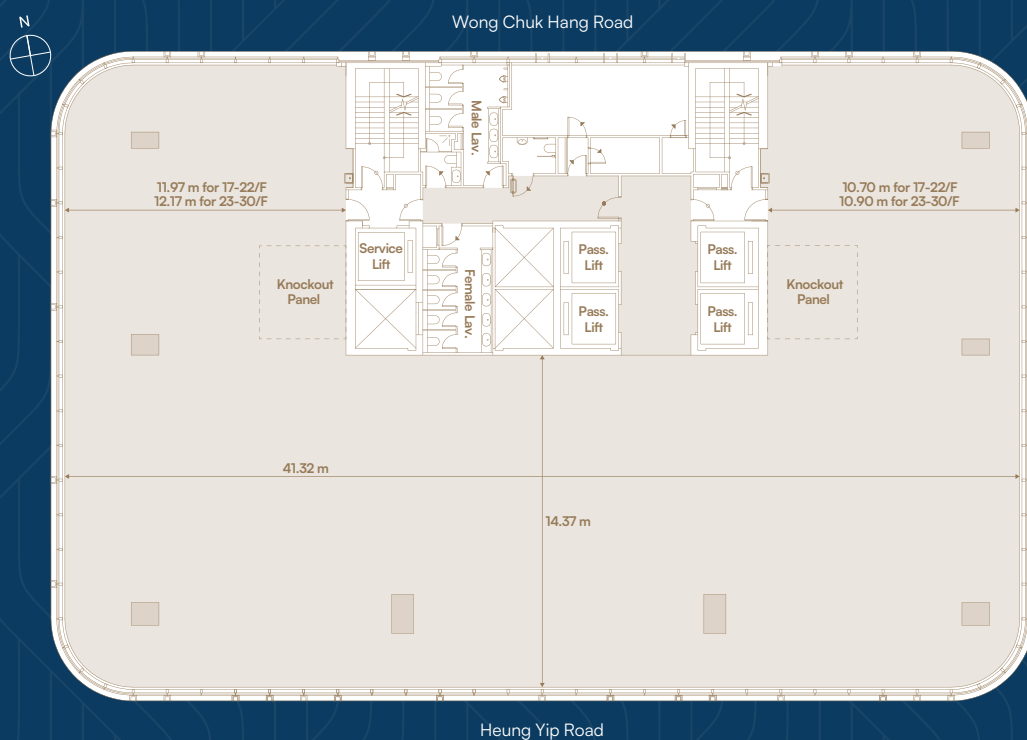 Wong Chuk Hang Road
N
Male Lav.
11.97 m for 17-22/F
12.17 m for 23-30/F
10.70 m for 17-22/F
10.90 m for 23-30/F
Service
Lift
Female Lav.
Pass.
Lift
Pass.
Lift
Knockout
Panel
Knockout
Panel
Pass.
Lift
Pass.
Lift
41.32 m
14.37 m
Heung Yip Road